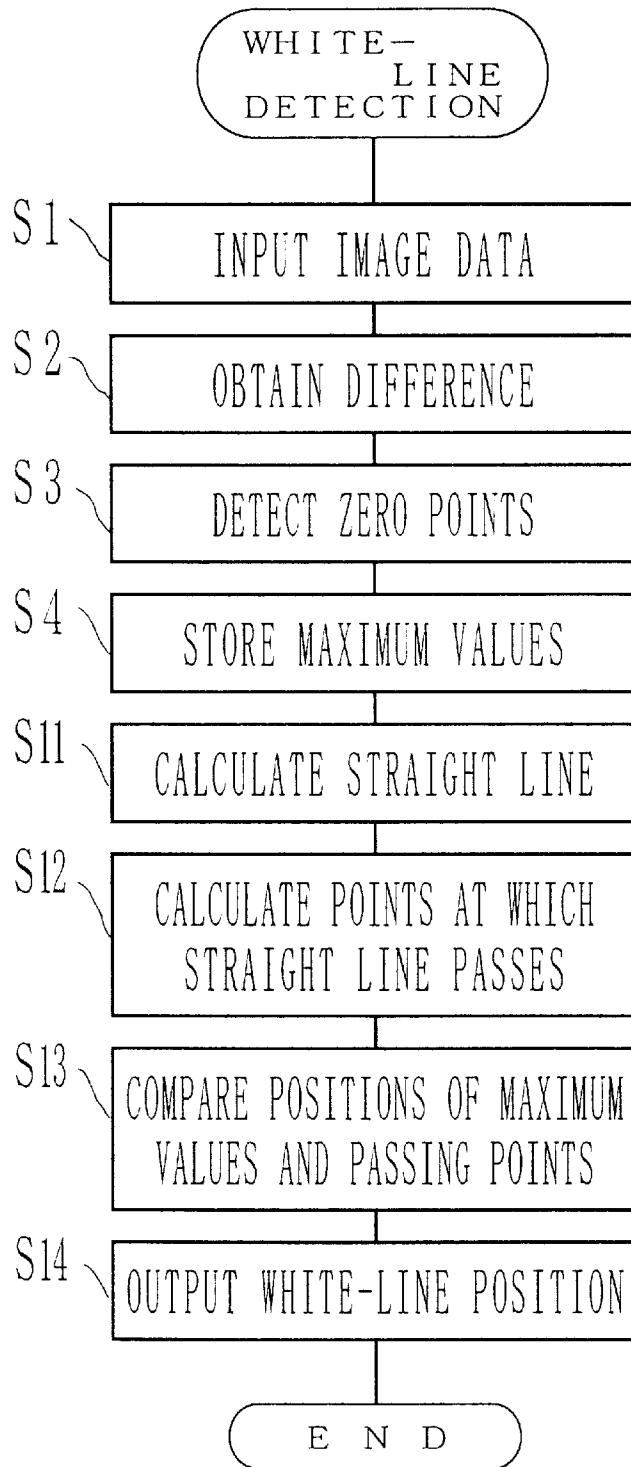 WHITE-
LINE
DETECTION
S1
INPUT IMAGE DATA
S2
OBTAIN DIFFERENCE
S3
DETECT ZERO POINTS
S4
STORE MAXIMUM VALUES
S11
CALCULATE STRAIGHT LINE
S12
CALCULATE POINTS AT WHICH
STRAIGHT LINE PASSES
S13
COMPARE POSITIONS OF MAXIMUM
VALUES AND PASSING POINTS
S14
OUTPUT WHITE-LINE POSITION
END